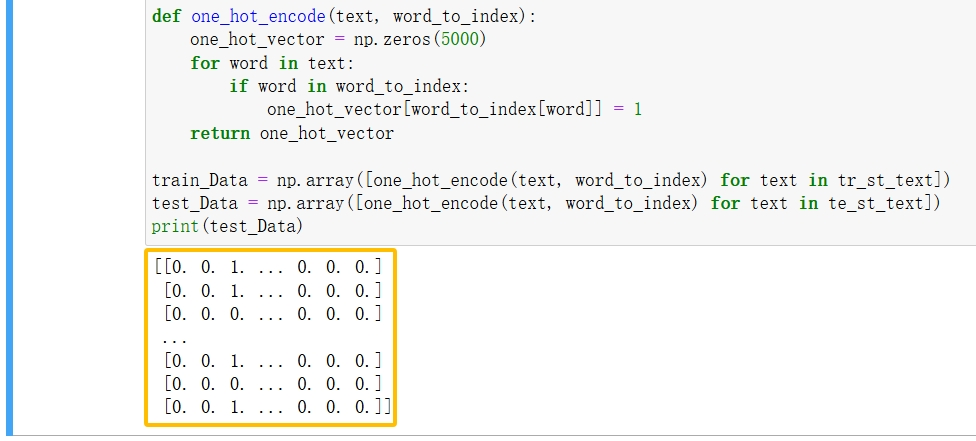 def one_hot_encode(text, word_to_index):
    one_hot_vector = np.zeros(5000)
    for word in text:
        if word in word_to_index:
            one_hot_vector[word_to_index[word]] = 1
    return one_hot_vector

train_Data = np.array([one_hot_encode(text, word_to_index) for text in tr_st_text])
test_Data = np.array([one_hot_encode(text, word_to_index) for text in te_st_text])
print(test_Data)
[[0. 0. 1. ... 0. 0. 0.]
 [0. 0. 1. ... 0. 0. 0.]
 [0. 0. 0. ... 0. 0. 0.]
 ...
 [0. 0. 1. ... 0. 0. 0.]
 [0. 0. 0. ... 0. 0. 0.]
 [0. 0. 1. ... 0. 0. 0.]]